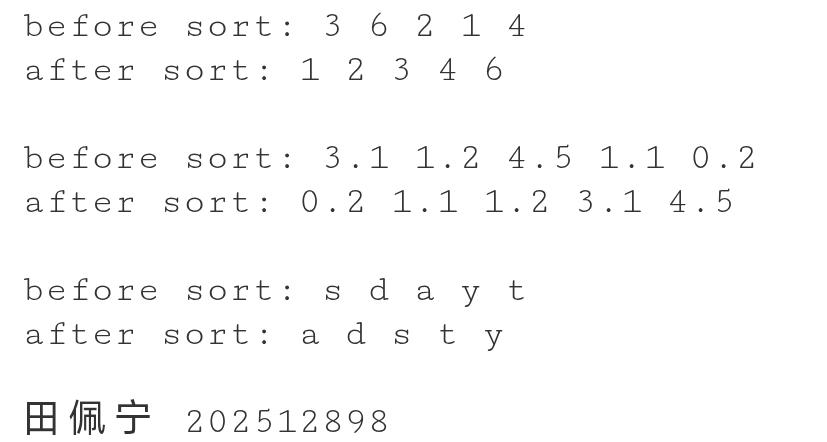 before sort: 3 6 2 1 4
after sort: 1 2 3 4 6
before sort: 3.1 1.2 4.5 1.1 0.2
after sort: 0.2 1.1 1.2 3.1 4.5
before sort: s d a y t
after sort: a d s t y
田佩宁 202512898